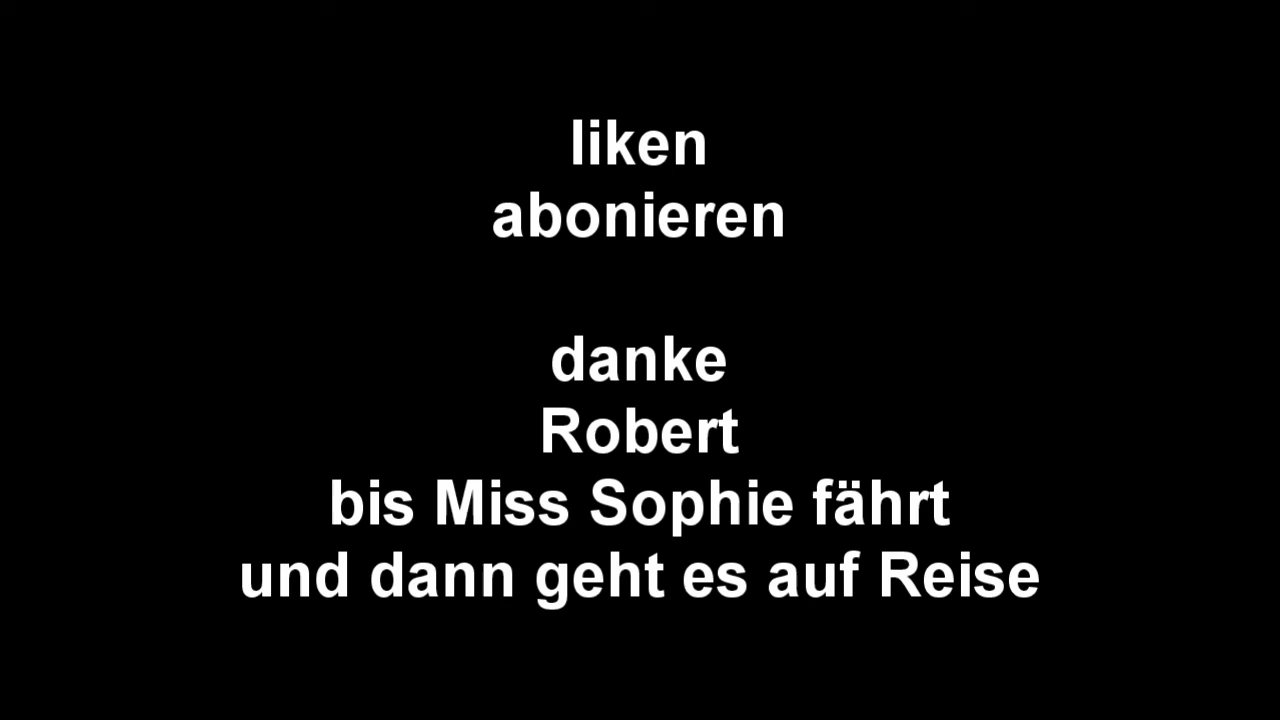 liken
abonieren
danke
Robert
bis Miss Sophie fährt
und dann geht es auf Reise